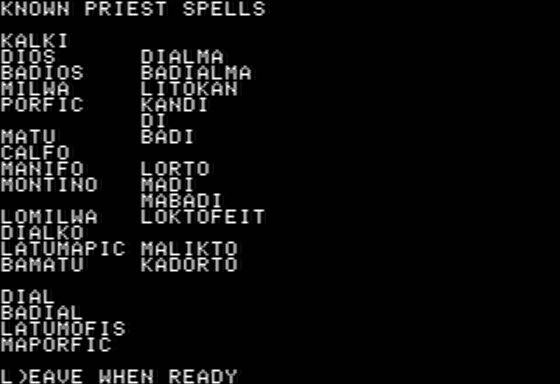 KNOWN PRIEST SPELLS
KALKI
DIOS DIALMA
BADIOS BADIALMA
MILWA LITOKAN
PORFIC KANDI
DI
MATU BADI
CALFO
MANIFO LORTO
MONTINO MADI
MABADI
LOMILWA LOKTOFEIT
DIALKO
LATUMAPIC MALIKTO
BAMATU KADORTO
DIAL
BADIAL
LATUMOFIS
MAPORFIC
L)EAVE WHEN READY